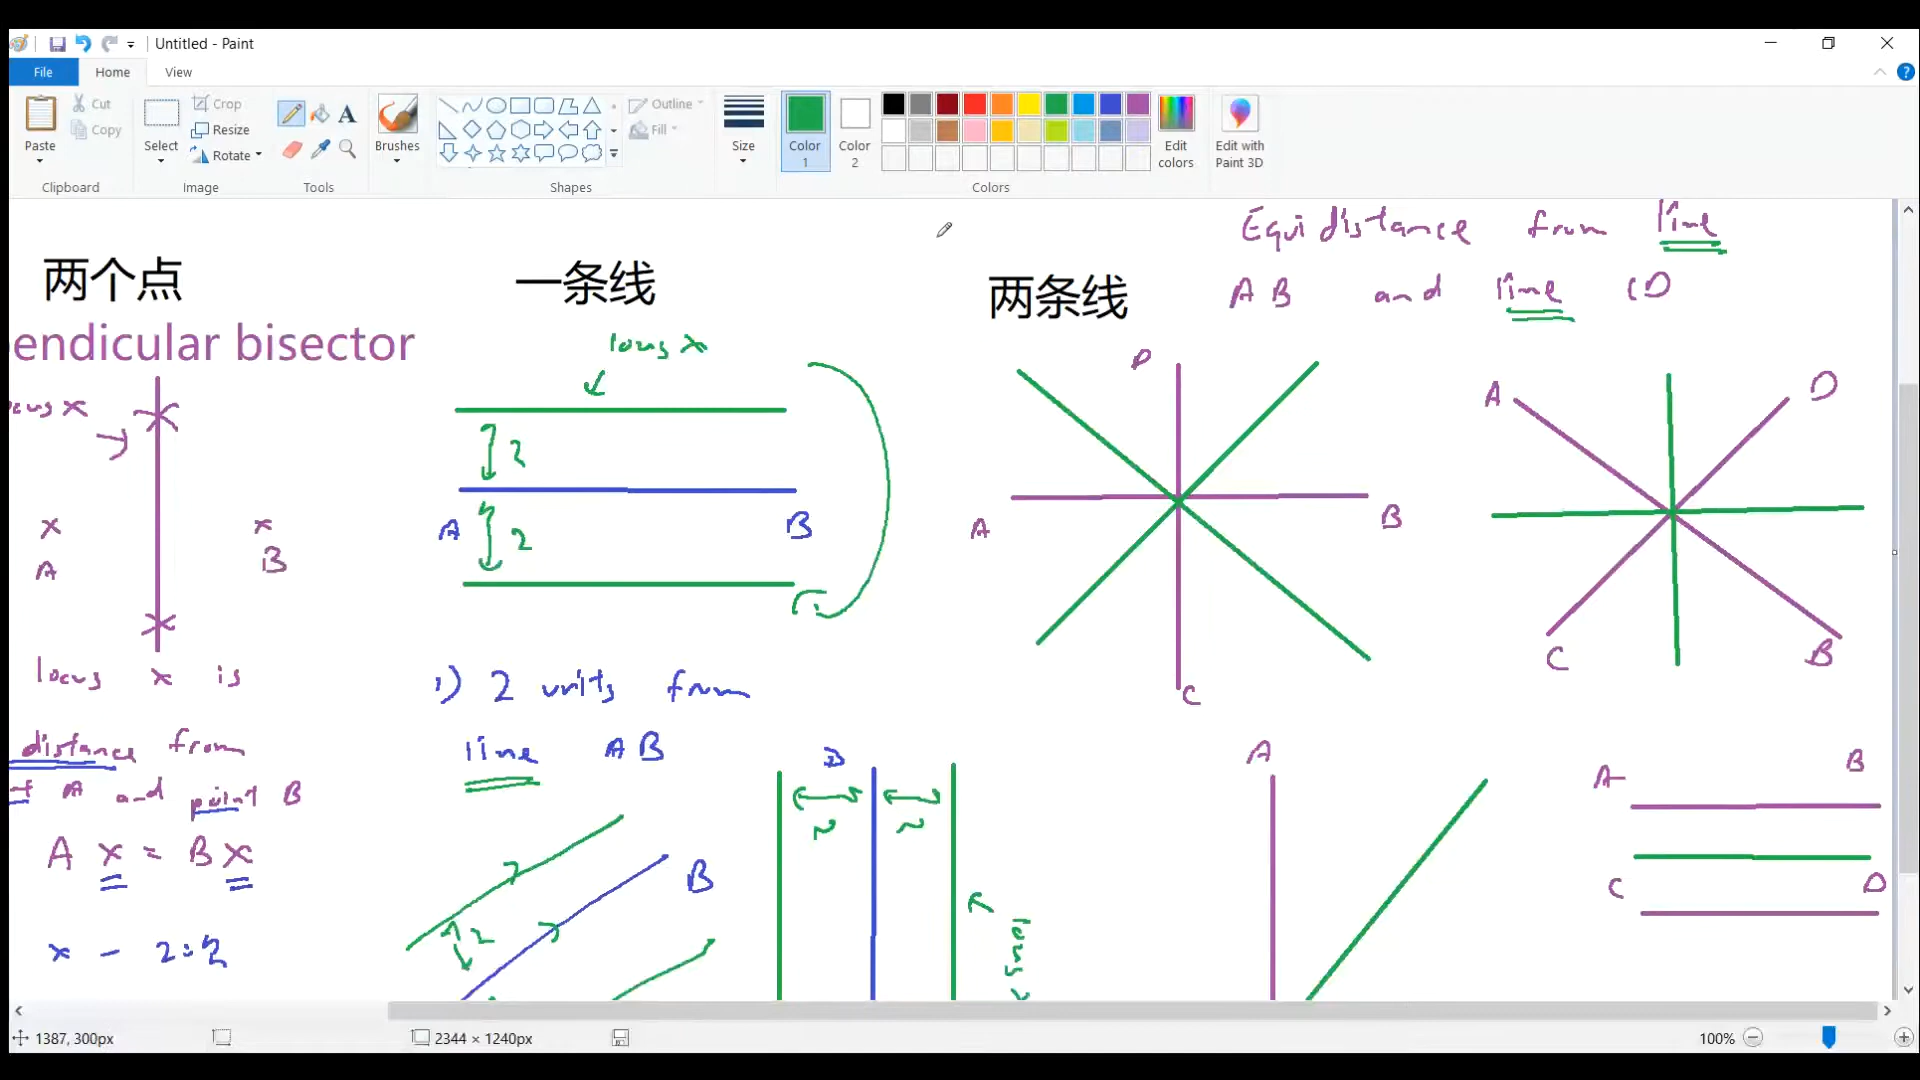 Untitled - Paint
File
Home
View
Paste
Cut
Copy
Clipboard
Select
Crop
Resize
Rotate
Image
Tools
Brushes
Shapes
Outline
Fill
Size
Color 1
Color 2
Colors
Edit colors
Edit with Paint 3D
两个点
endicular bisector
ocus x
x
x
A
B
locus x is
distance from
A and point B
A x = B x
一条线
locus x
2
A
B
2
1) 2 units from
line AB
2
B
locus
两条线
Equidistance from line
AB and line CD
D
A
B
C
A
D
C
B
A
A
B
C
D
1387, 300px
2344 × 1240px
100%